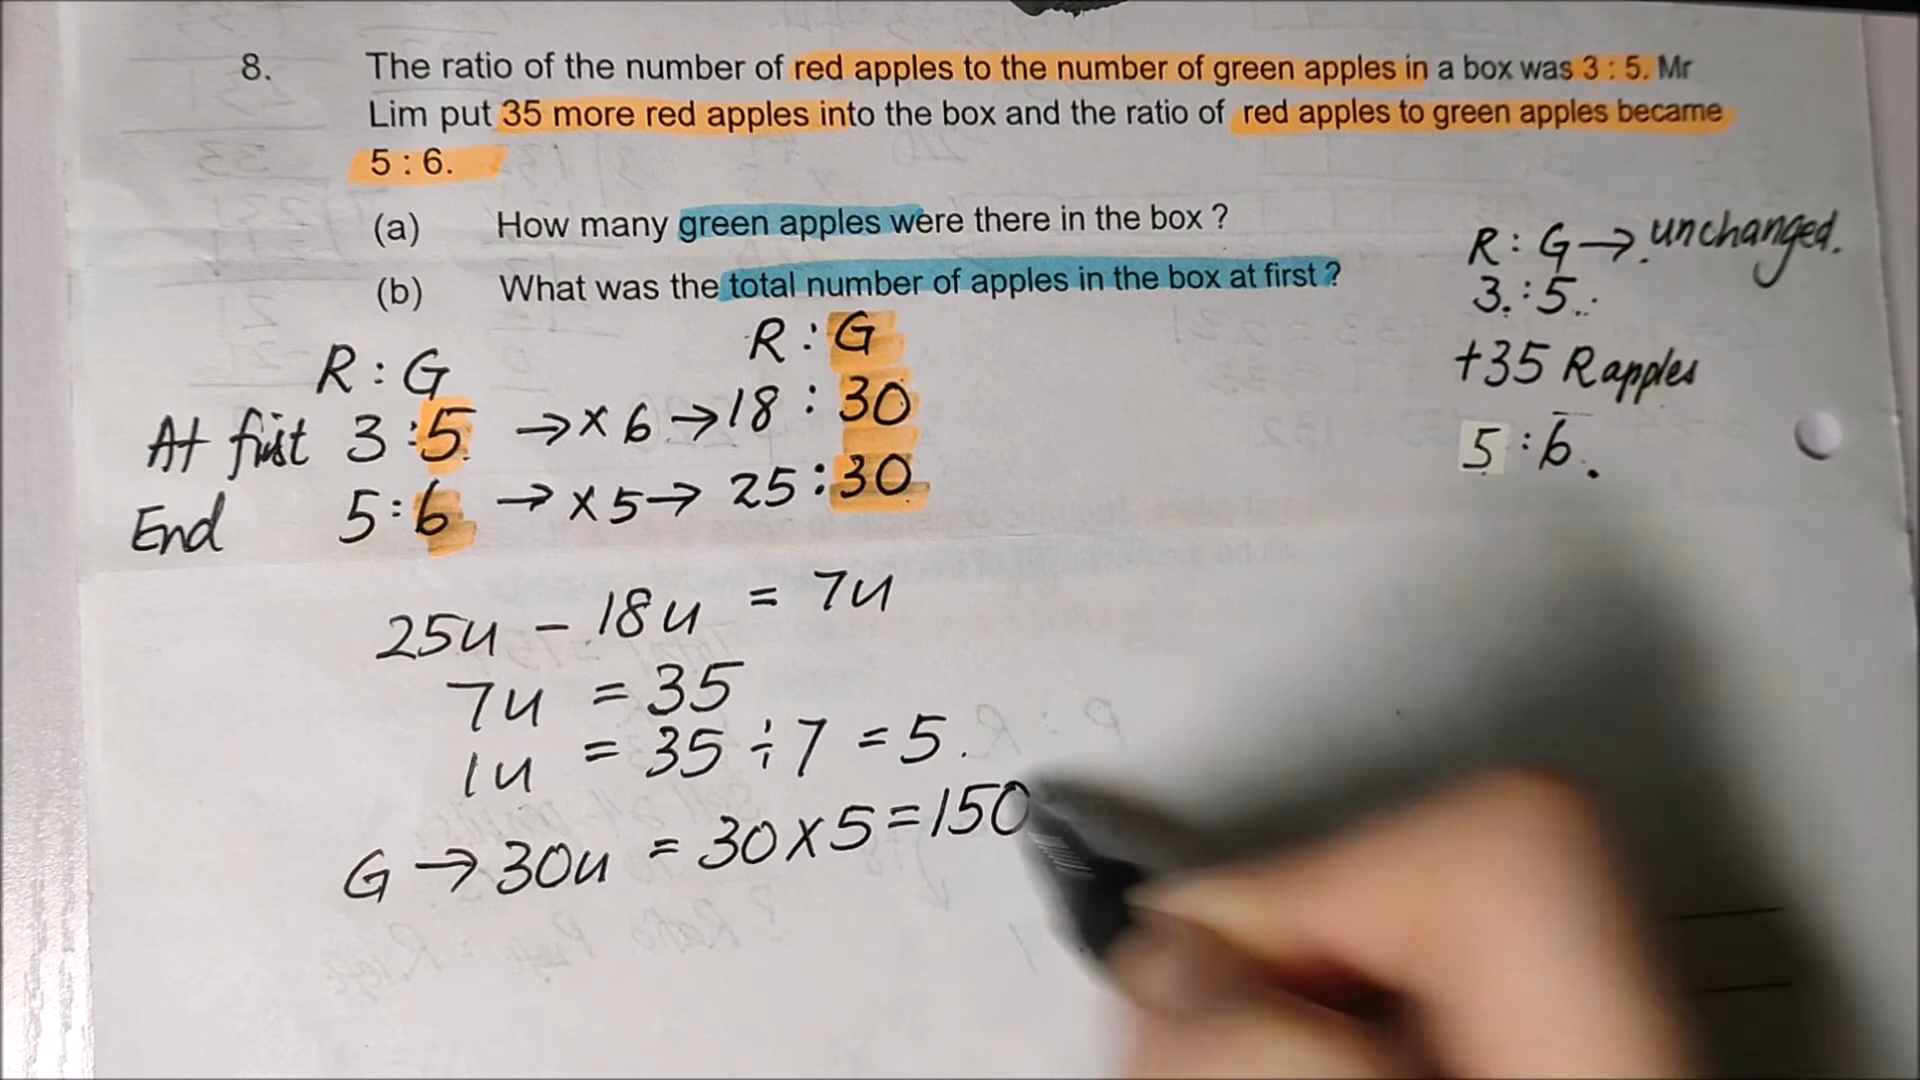 8. The ratio of the number of red apples to the number of green apples in a box was 3 : 5. Mr
Lim put 35 more red apples into the box and the ratio of red apples to green apples became
5 : 6.
(a) How many green apples were there in the box ?
(b) What was the total number of apples in the box at first ?
R : G → unchanged.
3 : 5
+35 R apples
5 : 6.
R : G
R : G
At first 3 : 5 → × 6 → 18 : 30
End 5 : 6 → × 5 → 25 : 30
25u - 18u = 7u
7u = 35
1u = 35 ÷ 7 = 5.
G → 30u = 30 × 5 = 150